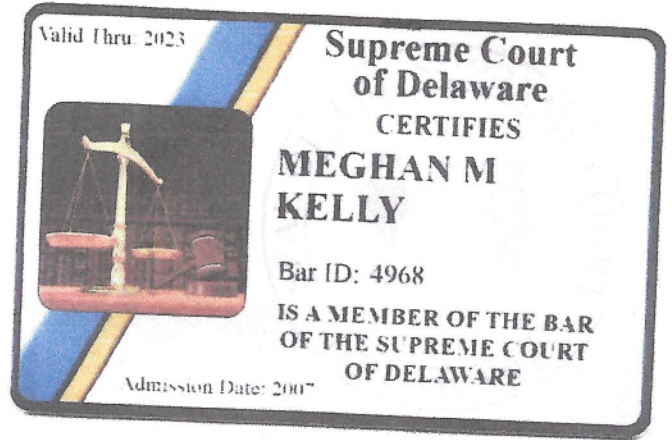 Valid Thru: 2023
Supreme Court
of Delaware
CERTIFIES
MEGHAN M
KELLY
Bar ID: 4968
IS A MEMBER OF THE BAR
OF THE SUPREME COURT
OF DELAWARE
Admission Date: 2007